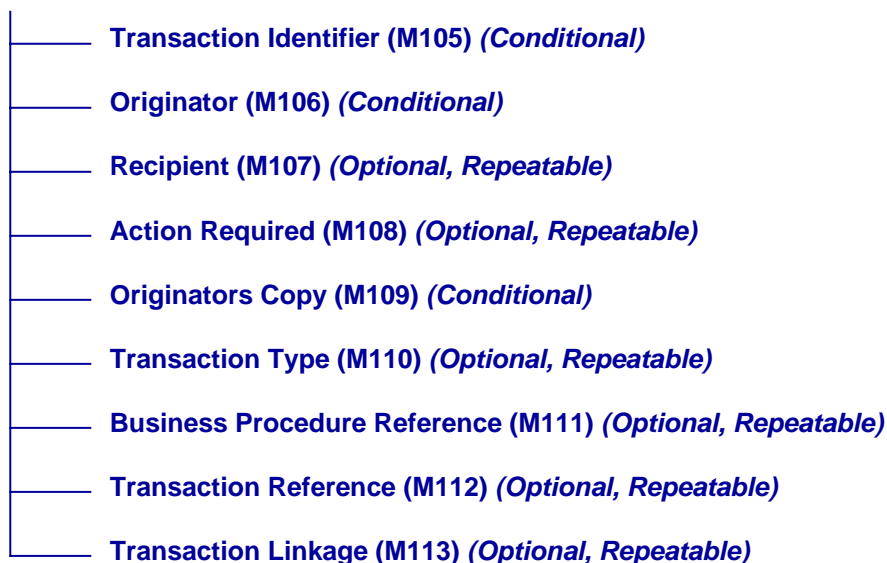 Transaction Identifier (M105) (Conditional)
Originator (M106) (Conditional)
Recipient (M107) (Optional, Repeatable)
Action Required (M108) (Optional, Repeatable)
Originators Copy (M109) (Conditional)
Transaction Type (M110) (Optional, Repeatable)
Business Procedure Reference (M111) (Optional, Repeatable)
Transaction Reference (M112) (Optional, Repeatable)
Transaction Linkage (M113) (Optional, Repeatable)